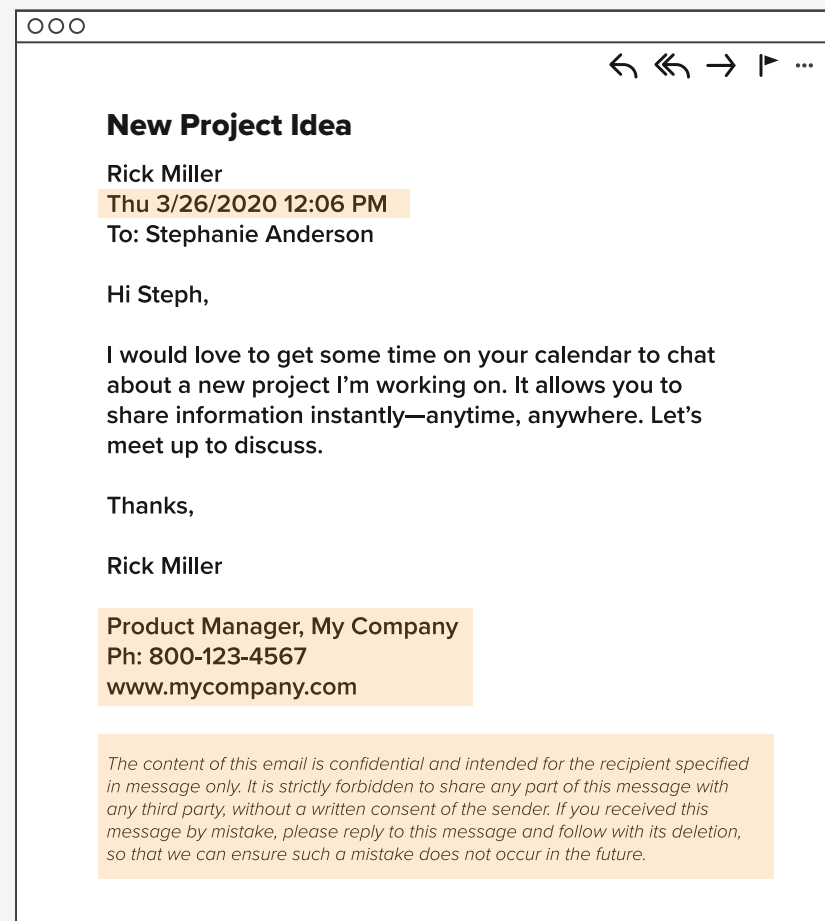 New Project Idea
Rick Miller
Thu 3/26/2020 12:06 PM
To: Stephanie Anderson
Hi Steph,
I would love to get some time on your calendar to chat
about a new project I’m working on. It allows you to
share information instantly—anytime, anywhere. Let’s
meet up to discuss.
Thanks,
Rick Miller
Product Manager, My Company
Ph: 800-123-4567
www.mycompany.com
The content of this email is confidential and intended for the recipient specified
in message only. It is strictly forbidden to share any part of this message with
any third party, without a written consent of the sender. If you received this
message by mistake, please reply to this message and follow with its deletion,
so that we can ensure such a mistake does not occur in the future.